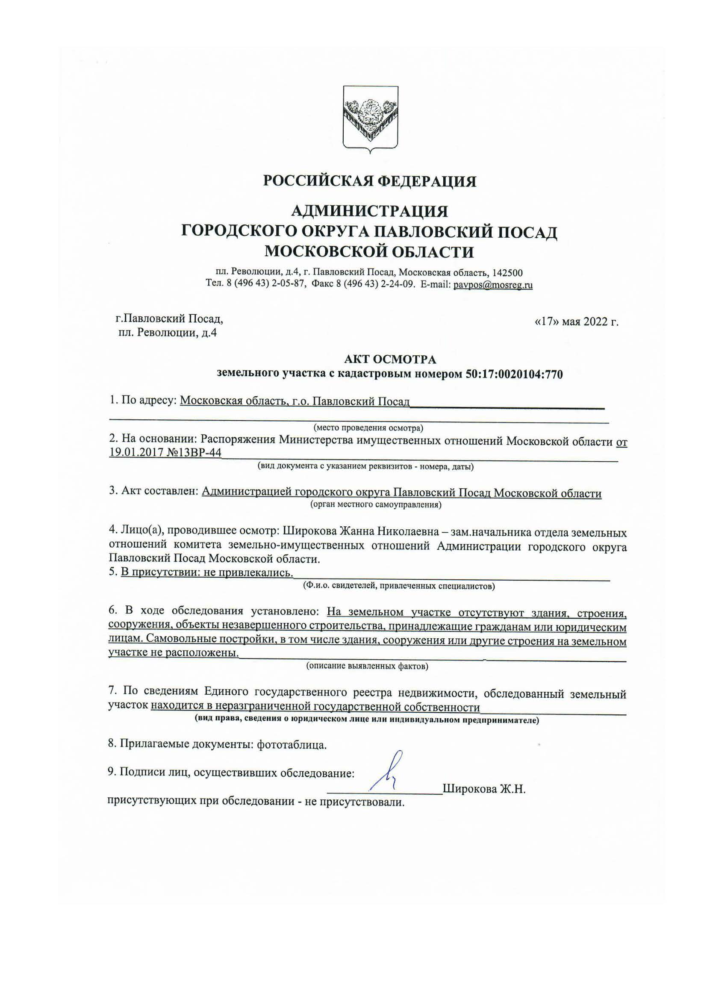 РОССИЙСКАЯ ФЕДЕРАЦИЯ
АДМИНИСТРАЦИЯ
ГОРОДСКОГО ОКРУГА ПАВЛОВСКИЙ ПОСАД
МОСКОВСКОЙ ОБЛАСТИ
пл. Революции, д.4, г. Павловский Посад, Московская область, 142500
Тел. 8 (496 43) 2-05-87, Факс 8 (496 43) 2-24-09. E-mail: pavpos@mosreg.ru
г.Павловский Посад,
«17» мая 2022 г.
пл. Революции, д.4
АКТ ОСМОТРА
земельного участка с кадастровым номером 50:17:0020104:770
1. По адресу: Московская область, г.о. Павловский Посад
(место проведения осмотра)
2. На основании: Распоряжения Министерства имущественных отношений Московской области от
19.01.2017 №13ВР-44
(вид документа с указанием реквизитов - номера, даты)
3. Акт составлен: Администрацией городского округа Павловский Посад Московской области
(орган местного самоуправления)
4. Лицо(а), проводившее осмотр: Широкова Жанна Николаевна – зам.начальника отдела земельных
отношений комитета земельно-имущественных отношений Администрации городского округа
Павловский Посад Московской области.
5. В присутствии: не привлекались.
(Ф.и.о. свидетелей, привлеченных специалистов)
6. В ходе обследования установлено: На земельном участке отсутствуют здания, строения,
сооружения, объекты незавершенного строительства, принадлежащие гражданам или юридическим
лицам. Самовольные постройки, в том числе здания, сооружения или другие строения на земельном
участке не расположены.
(описание выявленных фактов)
7. По сведениям Единого государственного реестра недвижимости, обследованный земельный
участок находится в неразграниченной государственной собственности
(вид права, сведения о юридическом лице или индивидуальном предпринимателе)
8. Прилагаемые документы: фототаблица.
9. Подписи лиц, осуществивших обследование:
Широкова Ж.Н.
присутствующих при обследовании - не присутствовали.